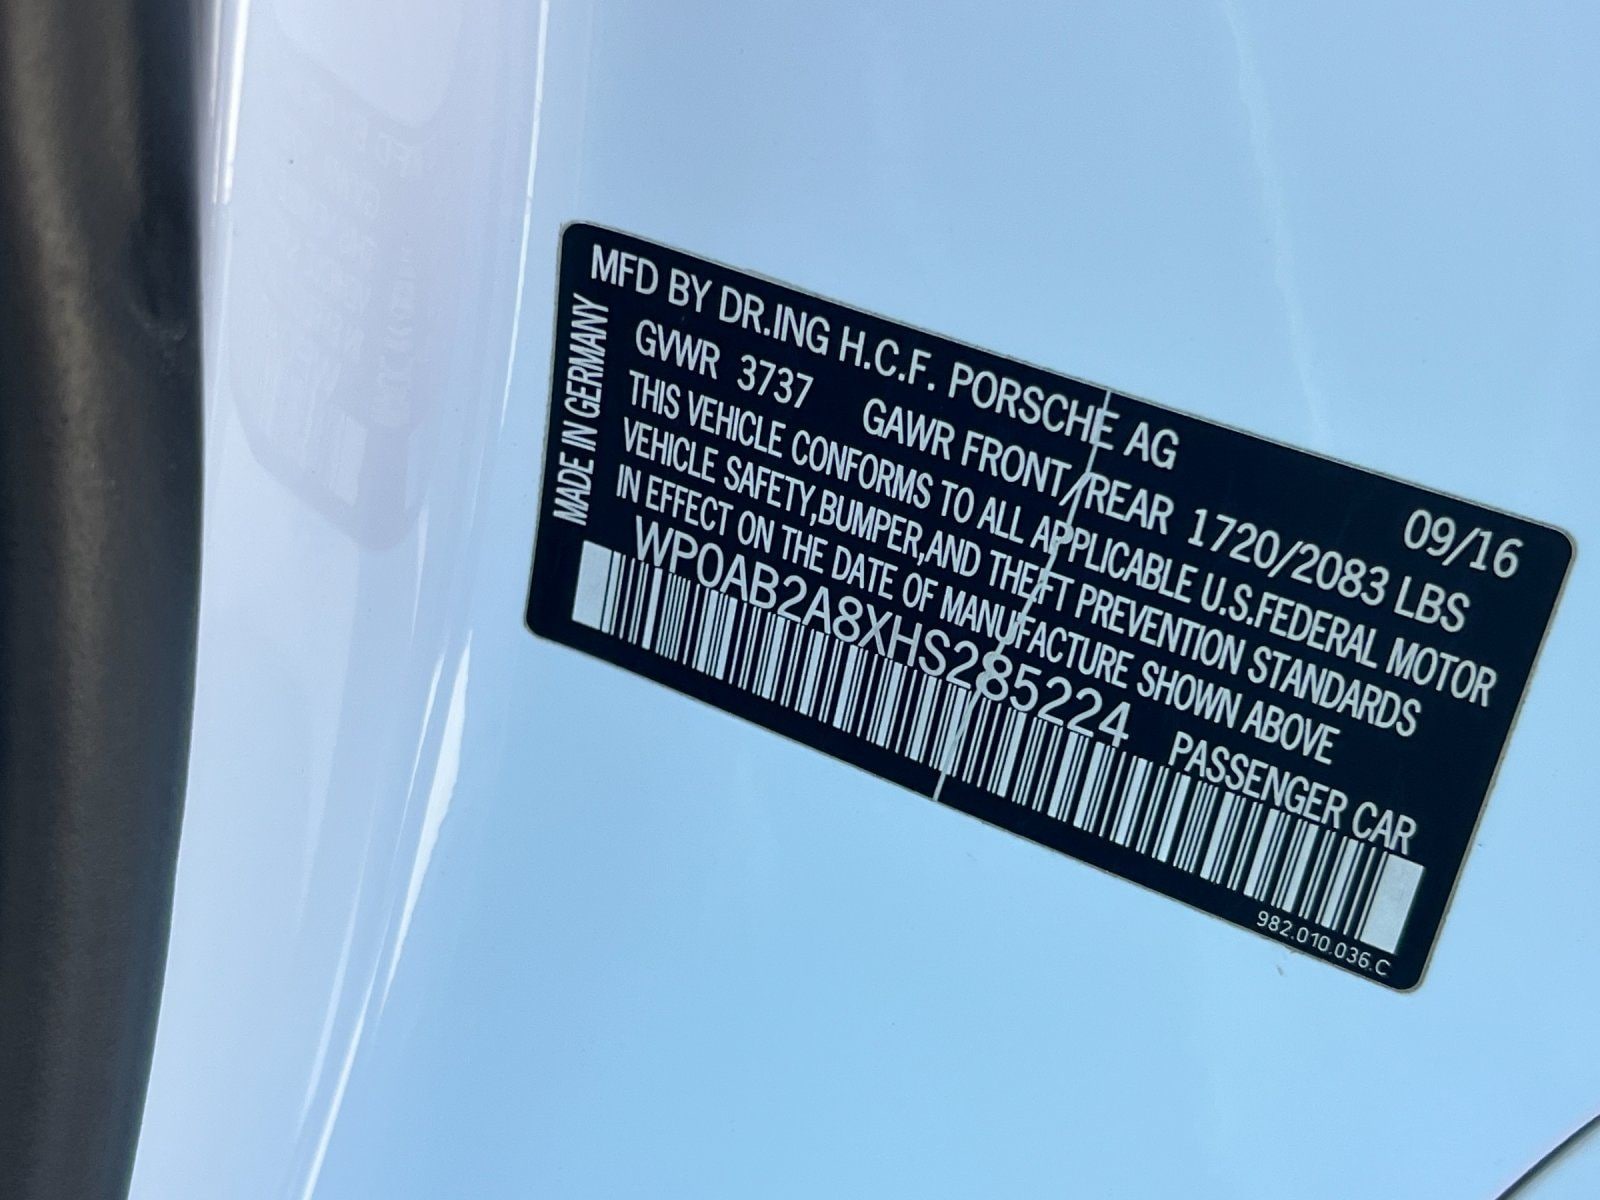 MFD BY DR.ING H.C.F. PORSCHE AG
09/16
GVWR 3737 GAWR FRONT/REAR 1720/2083 LBS
THIS VEHICLE CONFORMS TO ALL APPLICABLE U.S.FEDERAL MOTOR
VEHICLE SAFETY,BUMPER,AND THEFT PREVENTION STANDARDS
IN EFFECT ON THE DATE OF MANUFACTURE SHOWN ABOVE
WP0AB2A8XHS285224
PASSENGER CAR
MADE IN GERMANY
982.010.036.C